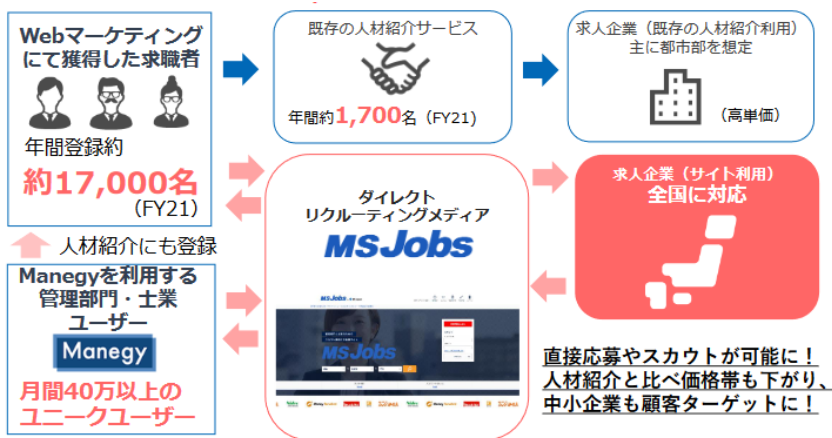 Webマーケティング
にて獲得した求職者
年間登録約
約17,000名
(FY21)
既存の人材紹介サービス
年間約1,700名（FY21)
求人企業（既存の人材紹介利用）
主に都市部を想定
（高単価）
人材紹介にも登録
Manegyを利用する
管理部門・士業
ユーザー
Manegy
月間40万以上の
ユニークユーザー
ダイレクト
リクルーティングメディア
MSJobs
MSJobs
MSJobs
求人企業（サイト利用）
全国に対応
直接応募やスカウトが可能に！
人材紹介と比べ価格帯も下がり、
中小企業も顧客ターゲットに！